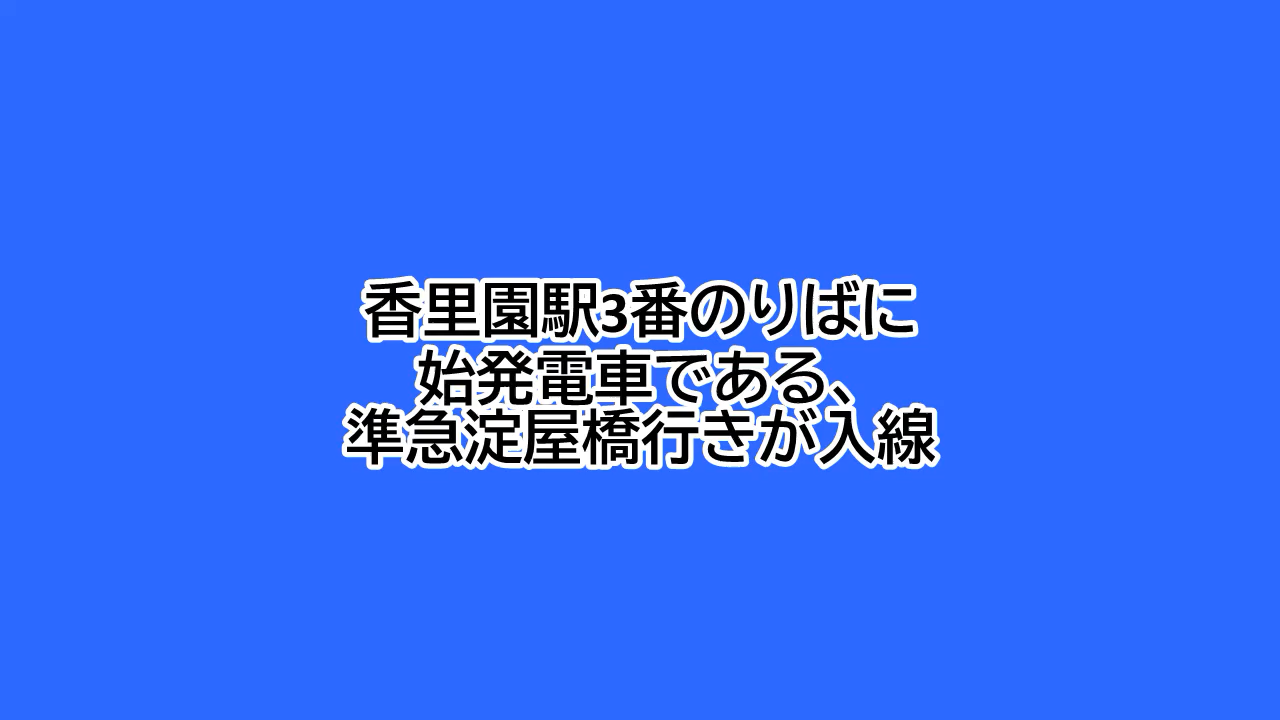 香里園駅3番のりばに
始発電車である、
準急淀屋橋行きが入線